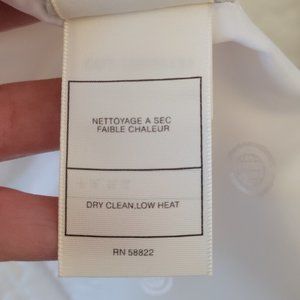 NETTOYAGE A SEC
FAIBLE CHALEUR
DRY CLEAN,LOW HEAT
RN 58822